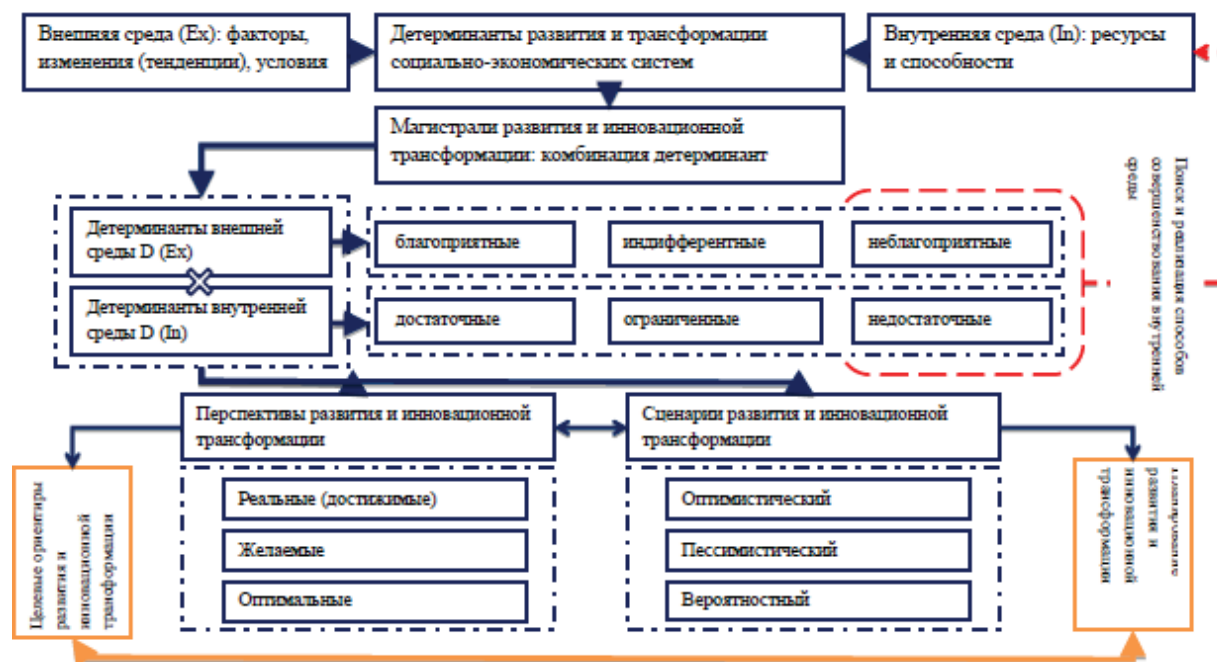 Внешняя среда (Ex): факторы,
изменения (тенденции), условия
Детерминанты развития и трансформации
социально-экономических систем
Внутренняя среда (In): ресурсы
и способности
Магистрали развития и инновационной
трансформации: комбинация детерминант
Поиск и реализация способов
совершенствования внутренней
среды
Детерминанты внешней
среды D (Ex)
благоприятные
индифферентные
неблагоприятные
Детерминанты внутренней
среды D (In)
достаточные
ограниченные
недостаточные
Перспективы развития и инновационной
трансформации
Сценарии развития и инновационной
трансформации
Целевые ориентиры
развития и
инновационной
трансформации
Реальные (достижимые)
Желаемые
Оптимальные
Оптимистический
Пессимистический
Вероятностный
развития и
инновационной
трансформации